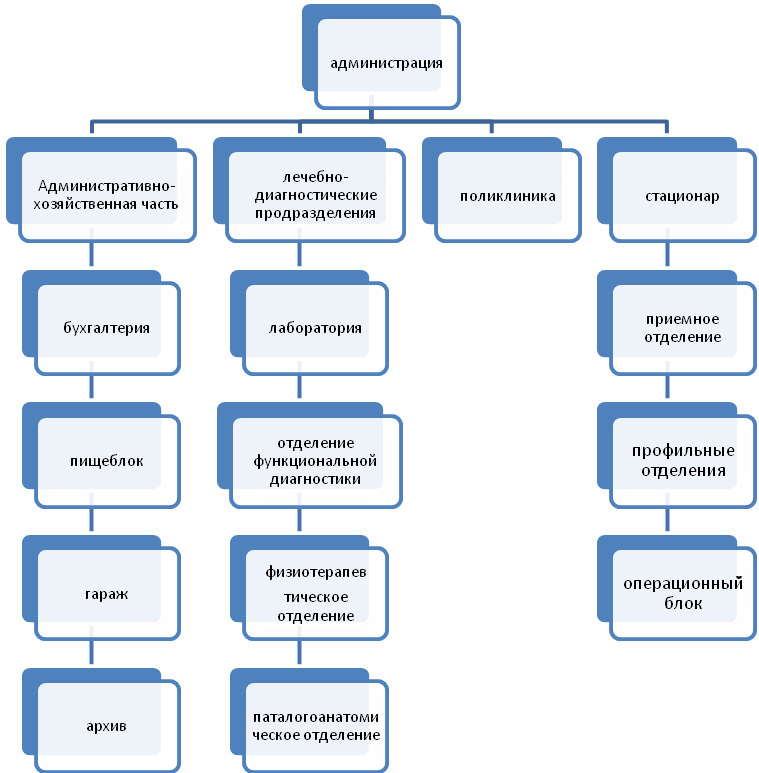 администрация
Административно-
хозяйственная часть
лечебно-
диагностические
продразделения
поликлиника
стационар
бухгалтерия
лаборатория
приемное
отделение
пищеблок
отделение
функциональной
диагностики
профильные
отделения
гараж
физиотерапев
тическое
отделение
операционный
блок
архив
паталогоанатоми
ческое отделение